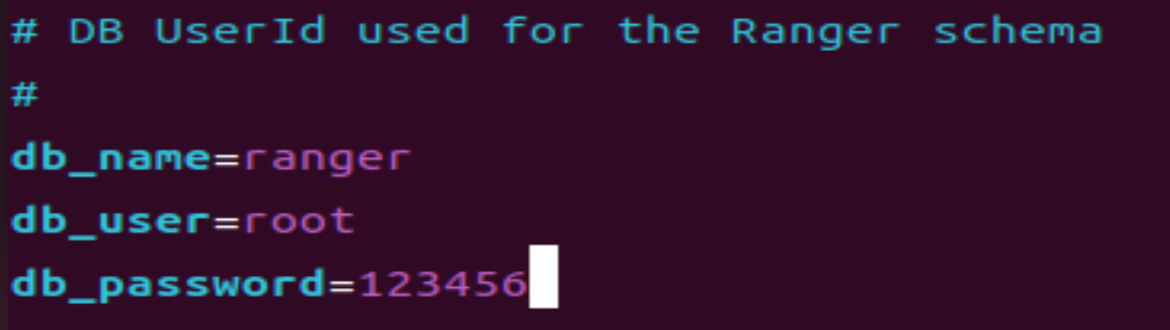 # DB UserId used for the Ranger schema
#
db_name=ranger
db_user=root
db_password=123456